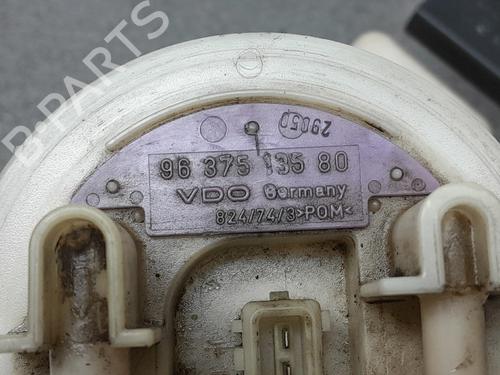 B-PARTS
29050
96 375 135 80
VDO Germany
824/74/3>POM<